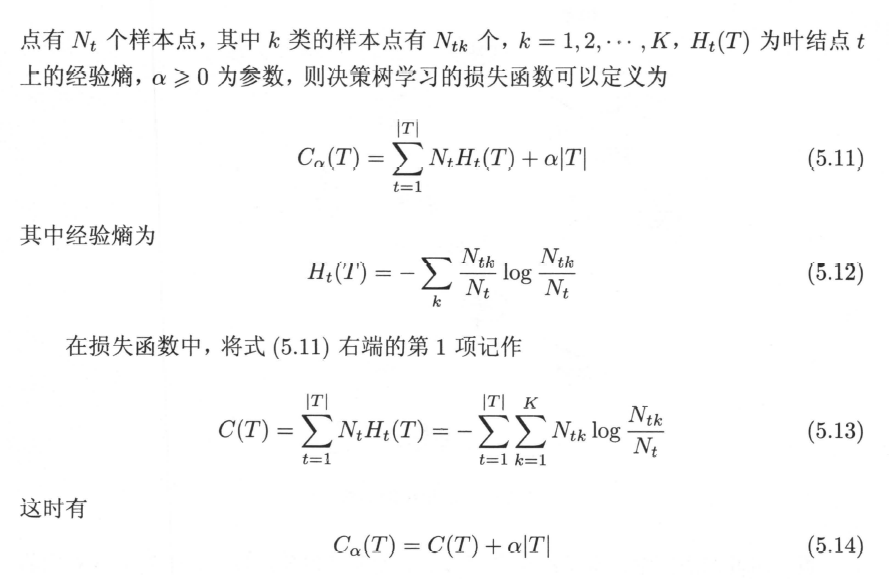 点有 $N_t$ 个样本点，其中 $k$ 类的样本点有 $N_{tk}$ 个，$k = 1, 2, \cdots, K$，$H_t(T)$ 为叶结点 $t$
上的经验熵，$\alpha \geqslant 0$ 为参数，则决策树学习的损失函数可以定义为
$C_\alpha(T) = \sum_{t=1}^{|T|} N_t H_t(T) + \alpha|T|$ (5.11)
其中经验熵为
$H_t(T) = -\sum_{k} \frac{N_{tk}}{N_t} \log \frac{N_{tk}}{N_t}$ (5.12)
在损失函数中，将式 (5.11) 右端的第 1 项记作
$C(T) = \sum_{t=1}^{|T|} N_t H_t(T) = -\sum_{t=1}^{|T|} \sum_{k=1}^{K} N_{tk} \log \frac{N_{tk}}{N_t}$ (5.13)
这时有
$C_\alpha(T) = C(T) + \alpha|T|$ (5.14)